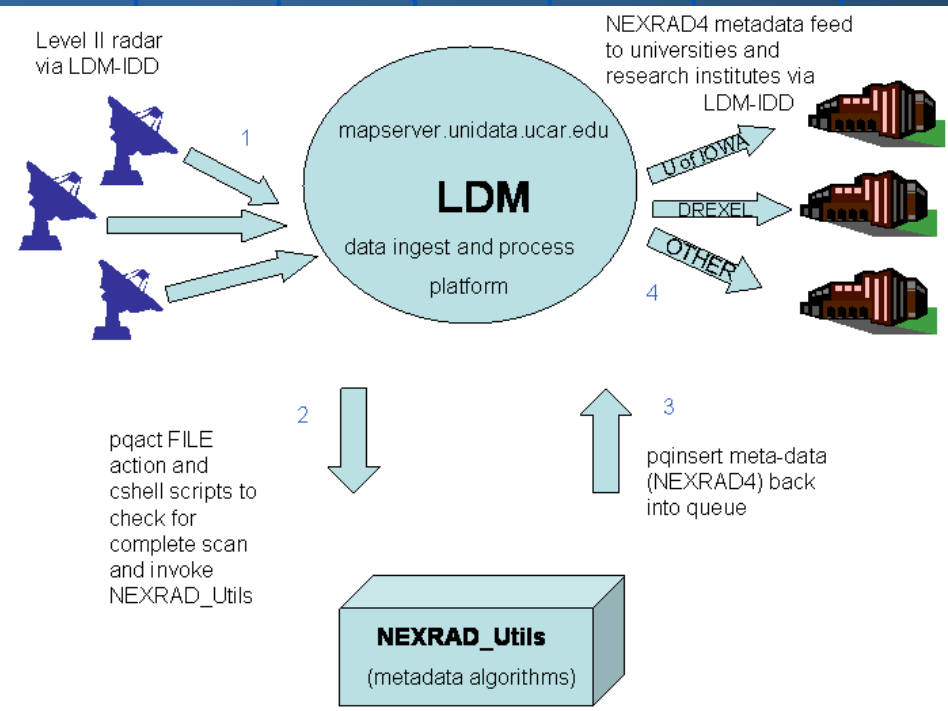 Level II radar
via LDM-IDD
1
mapserver.unidata.ucar.edu
LDM
data ingest and process
platform
NEXRAD4 metadata feed
to universities and
research institutes via
LDM-IDD
U of IOWA
DREXEL
OTHER
4
2
pqact FILE
action and
cshell scripts to
check for
complete scan
and invoke
NEXRAD_Utils
3
pqinsert meta-data
(NEXRAD4) back
into queue
NEXRAD_Utils
(metadata algorithms)